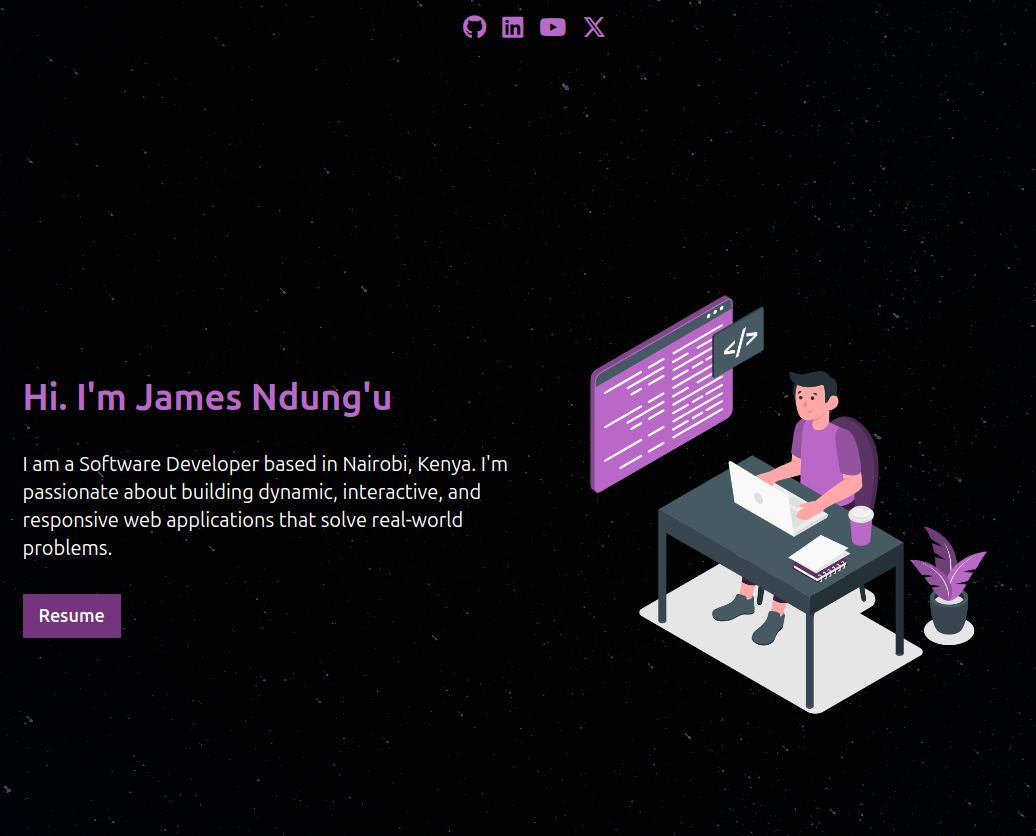 in
X
</>
Hi. I'm James Ndung'u
I am a Software Developer based in Nairobi, Kenya. I'm
passionate about building dynamic, interactive, and
responsive web applications that solve real-world
problems.
Resume